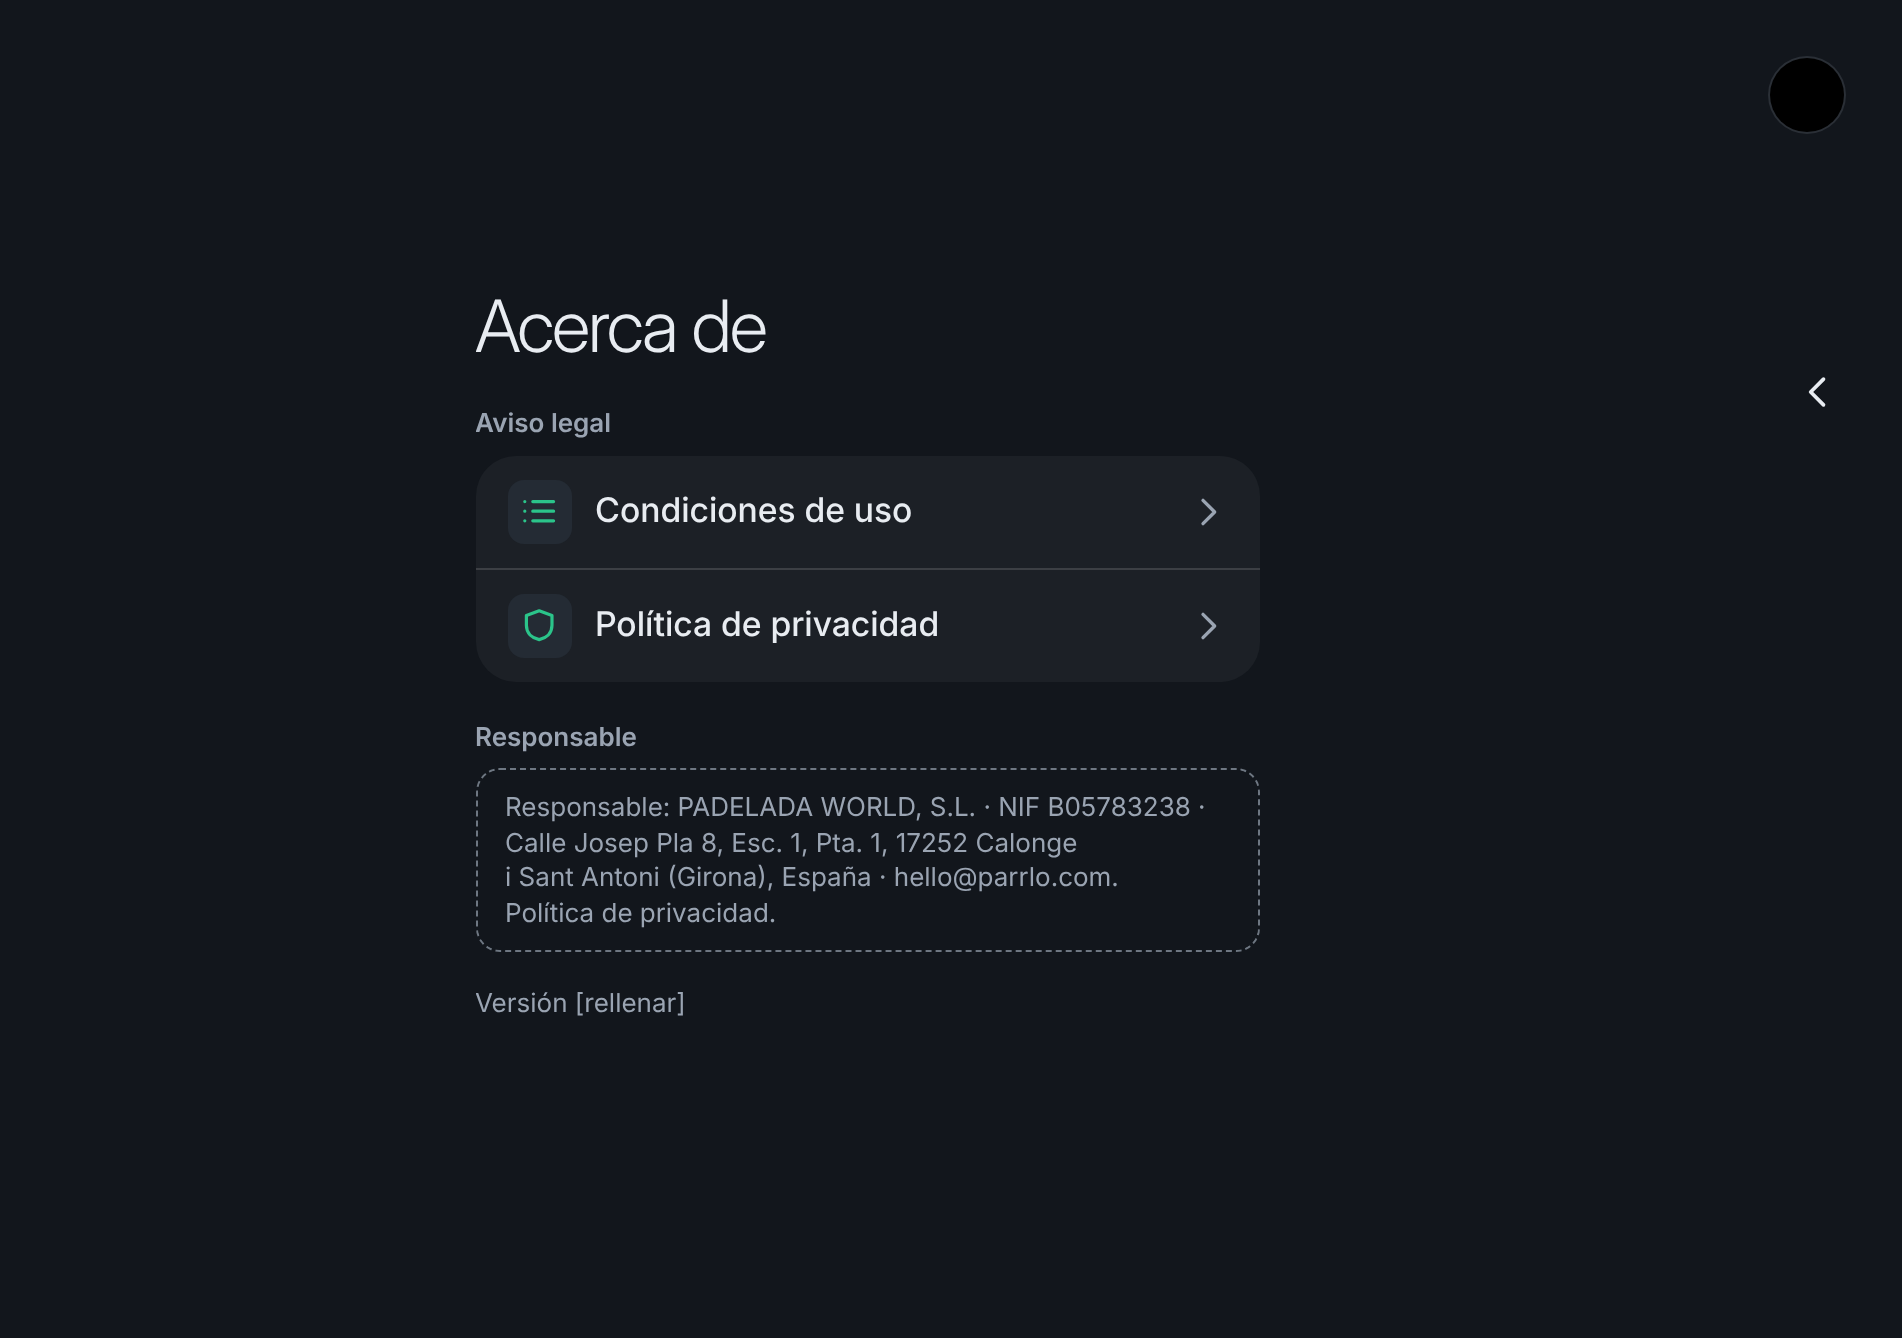 Acerca de
Aviso legal
Condiciones de uso
Política de privacidad
Responsable
Responsable: PADELADA WORLD, S.L. · NIF B05783238 ·
Calle Josep Pla 8, Esc. 1, Pta. 1, 17252 Calonge
i Sant Antoni (Girona), España · hello@parrlo.com.
Política de privacidad.
Versión [rellenar]